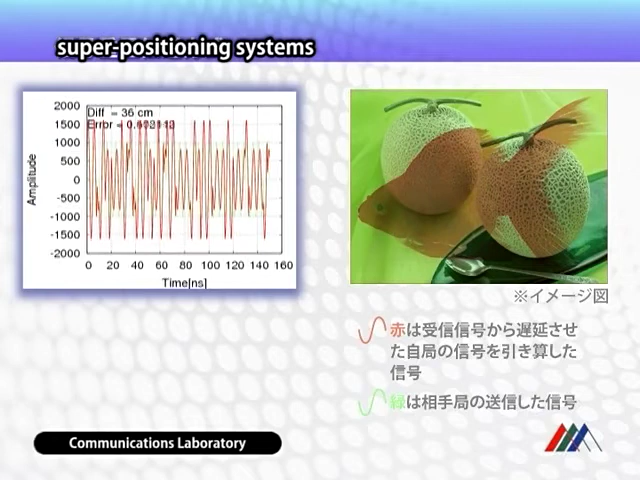 super-positioning systems
Diff = 36 cm
Error =
2000
1500
1000
500
0
-500
-1000
-1500
-2000
Amplitude
0 20 40 60 80 100 120 140 160
Time[ns]
※イメージ図
赤は受信信号から遅延させ
た自局の信号を引き算した
信号
緑は相手局の送信した信号
Communications Laboratory